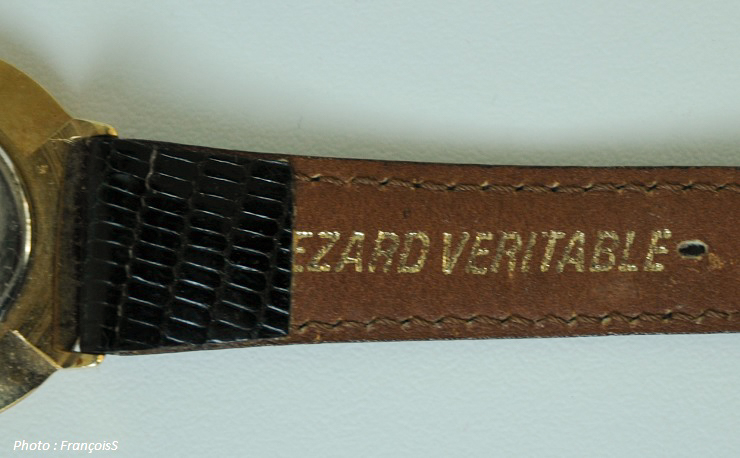 EZARD VERITABLE
Photo : FrançoisS